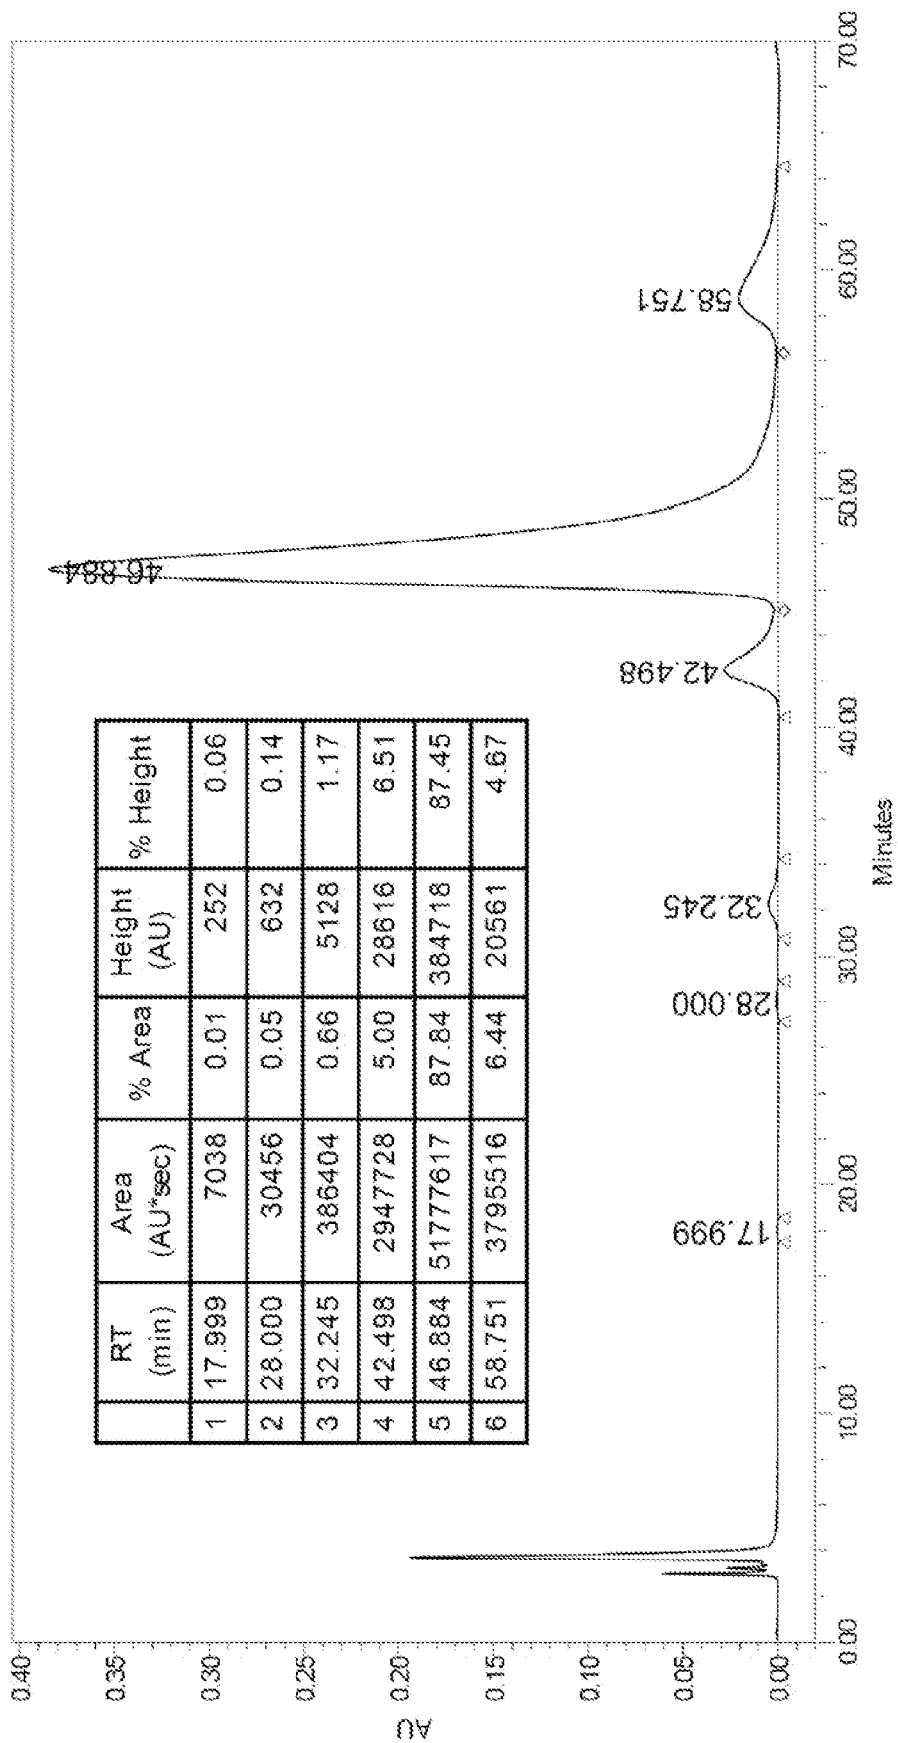 AU
0.40
0.35
0.30
0.25
0.20
0.15
0.10
0.05
0.00
RT (min) Area (AU*sec) % Area Height (AU) % Height
1 17.999 7038 0.01 252 0.06
2 28.000 30456 0.05 632 0.14
3 32.245 386404 0.66 5128 1.17
4 42.498 2947728 5.00 28616 6.51
5 46.884 51777617 87.84 384718 87.45
6 58.751 3795516 6.44 20561 4.67
17.999
28.000
32.245
42.498
46.884
58.751
0.00 10.00 20.00 30.00 40.00 50.00 60.00 70.00
Minutes